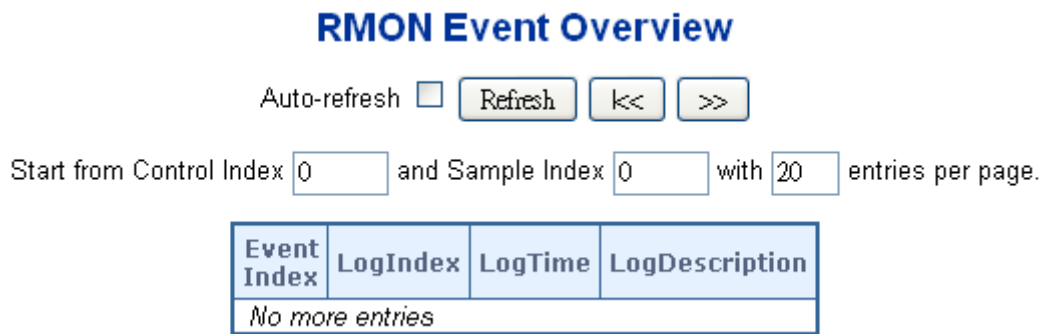 RMON Event Overview
Auto-refresh Refresh |<< >>
Start from Control Index 0 and Sample Index 0 with 20 entries per page.
Event Index LogIndex LogTime LogDescription
No more entries